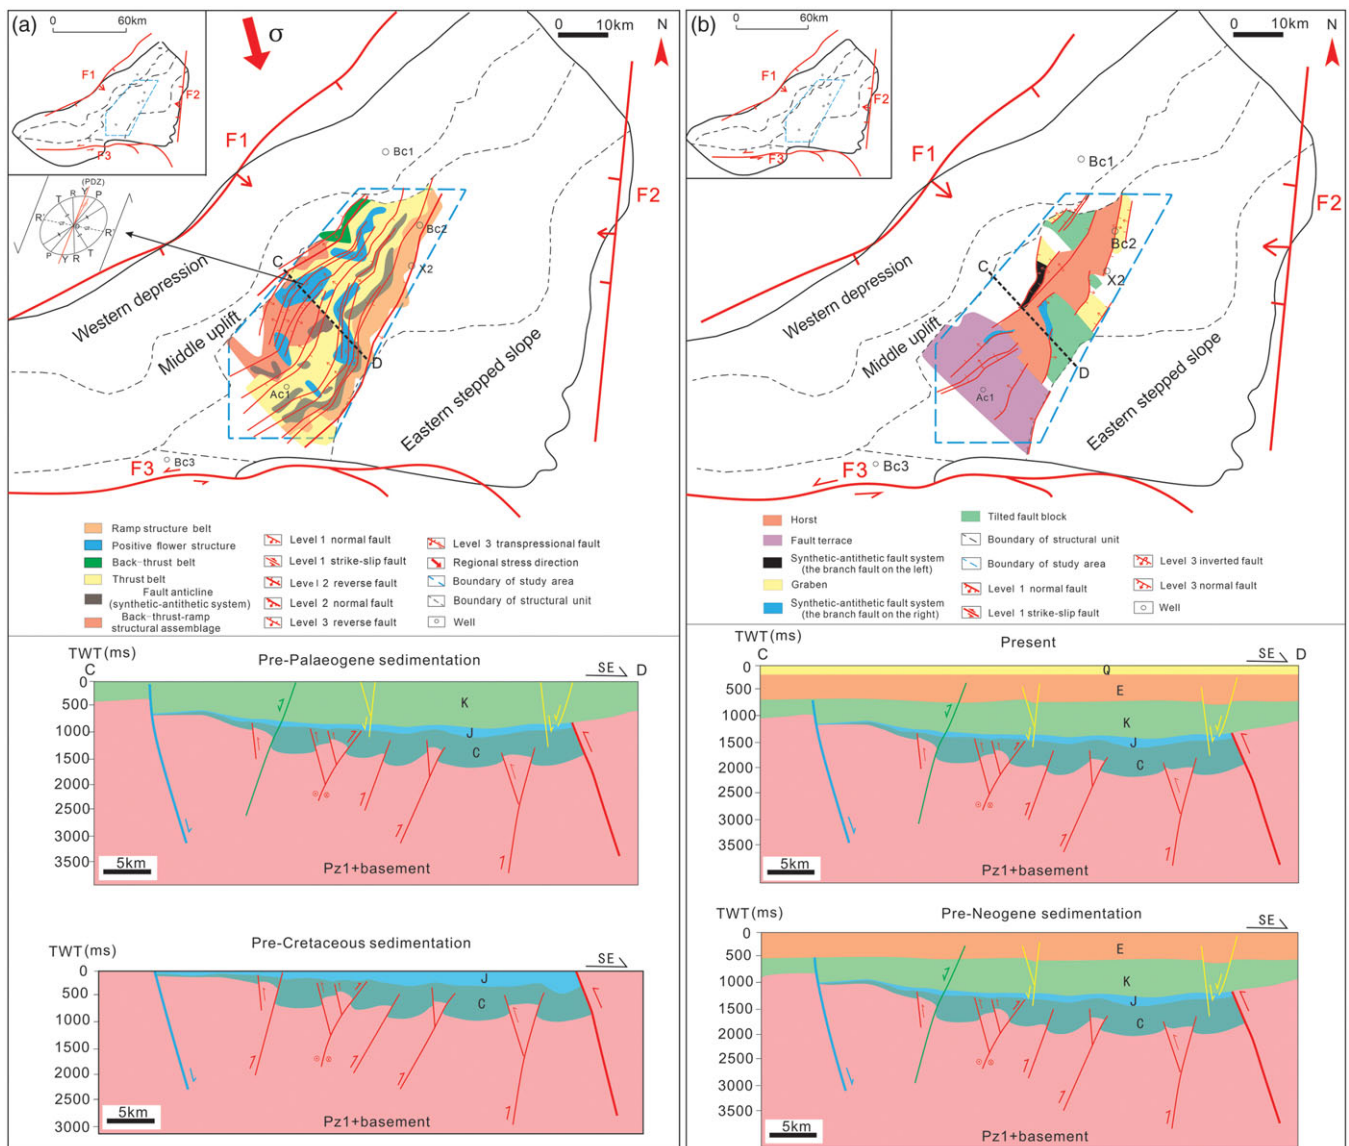 (a)
0 60km
F1
F2
F3
σ
0 10km
N
(PDZ)
T R Y P
R'
R'
P Y R T
F1
F2
Bc1
Bc2
X2
C
D
Ac1
Western depression
Middle uplift
Eastern stepped slope
F3
Bc3
Ramp structure belt
Positive flower structure
Back-thrust belt
Thrust belt
Fault anticline
(synthetic-antithetic system)
Back-thrust-ramp
structural assemblage
Level 1 normal fault
Level 1 strike-slip fault
Level 2 reverse fault
Level 2 normal fault
Level 3 reverse fault
Level 3 transpressional fault
Regional stress direction
Boundary of study area
Boundary of structural unit
Well
TWT(ms)
C
Pre-Palaeogene sedimentation
SE
D
0
500
1000
1500
2000
2500
3000
3500
K
J
C
5km
Pz1+basement
TWT(ms)
Pre-Cretaceous sedimentation
SE
0
500
1000
1500
2000
2500
3000
J
C
5km
Pz1+basement
(b)
0 60km
F1
F2
F3
0 10km
N
F1
F2
Bc1
Bc2
X2
C
D
Ac1
Western depression
Middle uplift
Eastern stepped slope
F3
Bc3
Horst
Fault terrace
Synthetic-antithetic fault system
(the branch fault on the left)
Graben
Synthetic-antithetic fault system
(the branch fault on the right)
Tilted fault block
Boundary of structural unit
Boundary of study area
Level 1 normal fault
Level 1 strike-slip fault
Level 3 inverted fault
Level 3 normal fault
Well
TWT(ms)
C
Present
SE
D
0
500
1000
1500
2000
2500
3000
3500
Q
E
K
J
C
5km
Pz1+basement
TWT(ms)
Pre-Neogene sedimentation
SE
0
500
1000
1500
2000
2500
3000
3500
E
K
J
C
5km
Pz1+basement